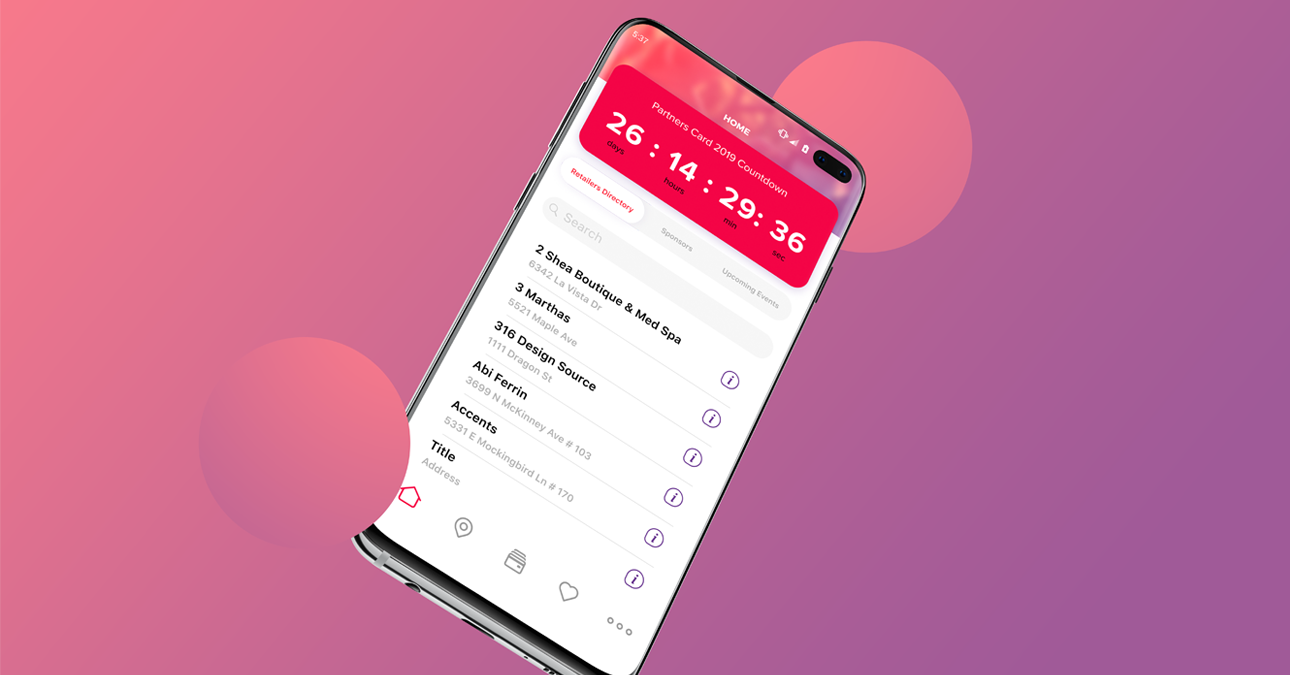 5:37
HOME
Partners Card 2019 Countdown
26 : 14 : 29 : 36
days hours min sec
Retailers Directory Sponsors Upcoming Events
Search
2 Shea Boutique & Med Spa
6342 La Vista Dr
3 Marthas
5521 Maple Ave
316 Design Source
1111 Dragon St
Abi Ferrin
3699 N McKinney Ave # 103
Accents
5331 E Mockingbird Ln # 170
Title
Address